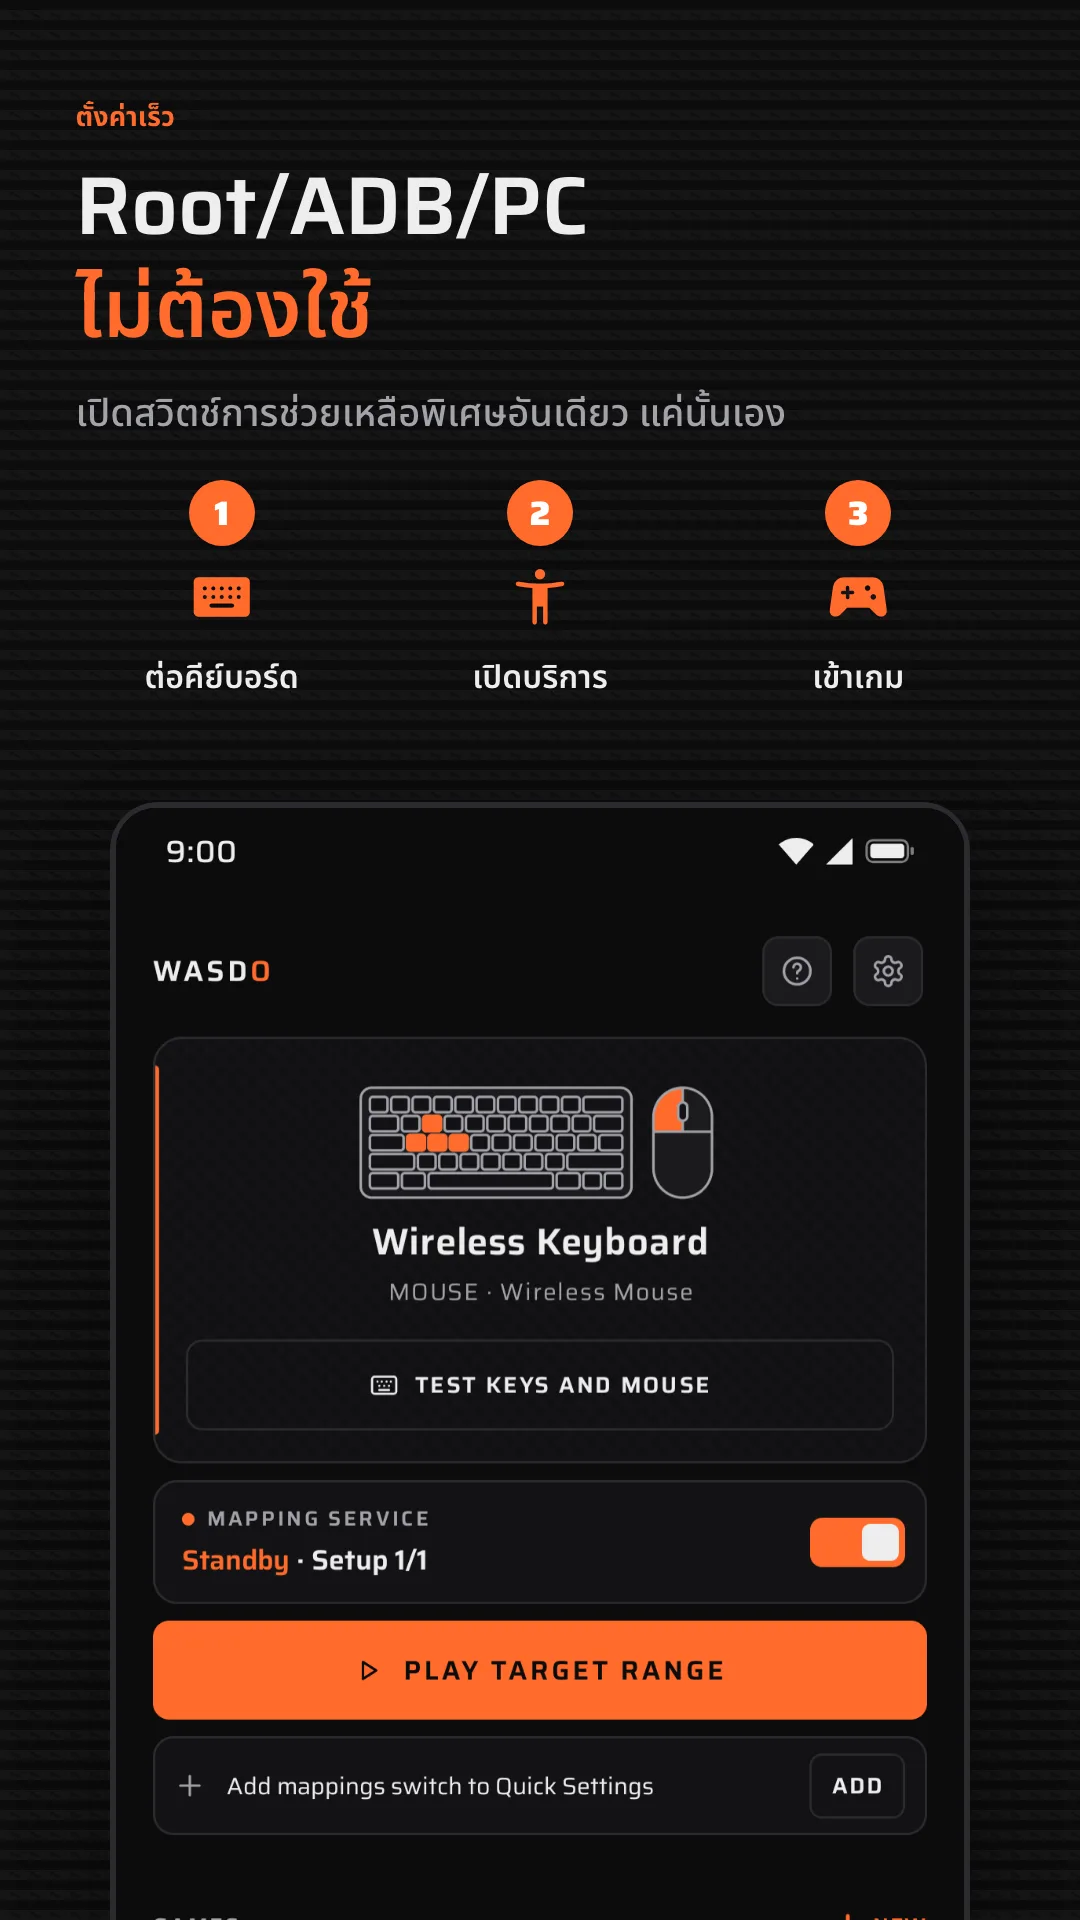 ตั้งค่าเร็ว
Root/ADB/PC
ไม่ต้องใช้
เปิดสวิตช์การช่วยเหลือพิเศษอันเดียว แค่นั้นเอง
1 2 3
ต่อคีย์บอร์ด เปิดบริการ เข้าเกม
9:00
WASDO
Wireless Keyboard
MOUSE · Wireless Mouse
TEST KEYS AND MOUSE
MAPPING SERVICE
Standby · Setup 1/1
PLAY TARGET RANGE
Add mappings switch to Quick Settings ADD